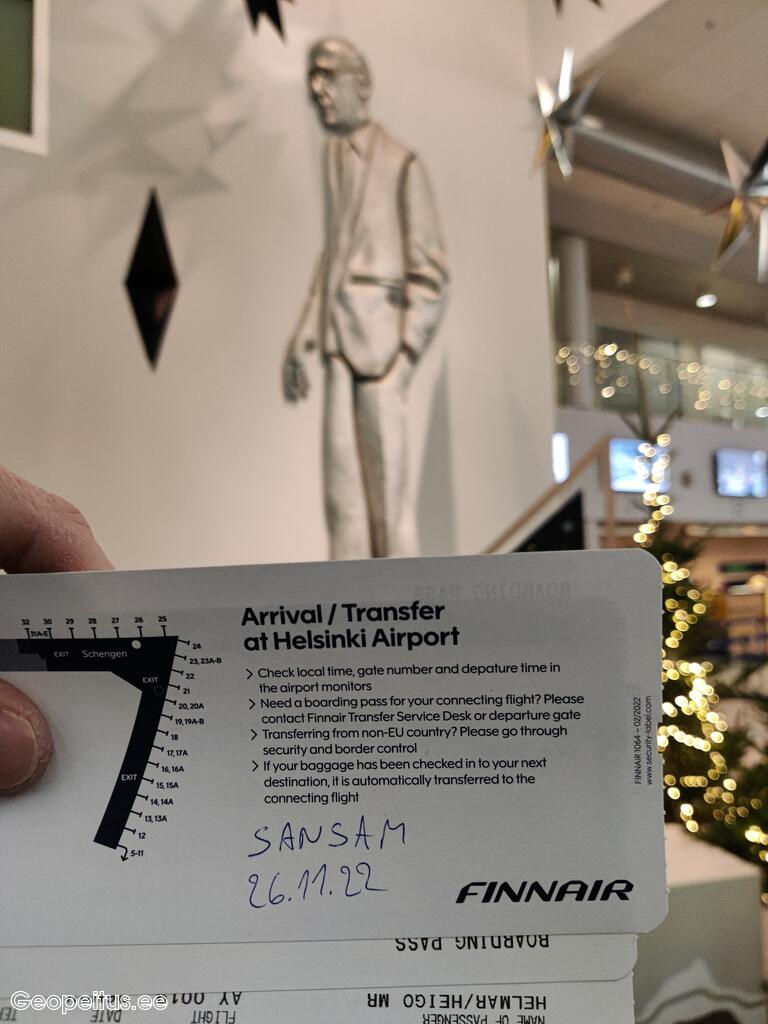 32 30 29 28 27 26 25
31A-E
EXIT Schengen
24
23, 23A-B
22
EXIT
21
20, 20A
19, 19A-B
18
17, 17A
16, 16A
EXIT
15, 15A
14, 14A
13, 13A
12
5-11
Arrival / Transfer
at Helsinki Airport
> Check local time, gate number and depature time in
the airport monitors
> Need a boarding pass for your connecting flight? Please
contact Finnair Transfer Service Desk or departure gate
> Transferring from non-EU country? Please go through
security and border control
> If your baggage has been checked in to your next
destination, it is automatically transferred to the
connecting flight
FINNAIR 1064 – 02/2022
www.security-label.com
SANSAM
26.11.22
FINNAIR
BOARDING PASS
HELMAR/HEIGO MR
NAME OF PASSENGER
FLIGHT
DATE
Geopeitus.ee